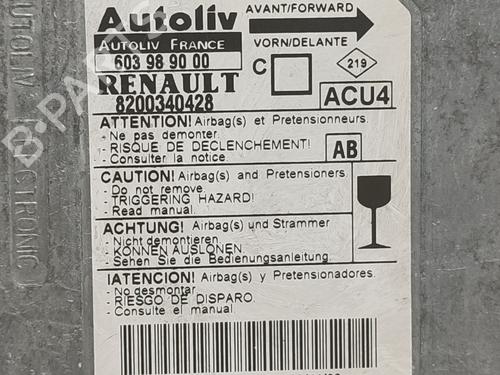 Autoliv
AVANT/FORWARD
AUTOLIV FRANCE
VORN/DELANTE
603 98 90 00
C
219
RENAULT
8200340428
ACU4
ATTENTION! Airbag(s) et Pretensionneurs.
- Ne pas demonter.
- RISQUE DE DECLENCHEMENT!
- Consulter la notice.
AB
CAUTION! Airbag(s) and Pretensioners.
- Do not remove.
- TRIGGERING HAZARD!
- Read manual.
ACHTUNG! Airbag(s) und Strammer
- Nicht demontieren.
- KONNEN AUSLOSEN
- Sehen Sie die Bedienungsanleitung.
¡ATENCION! Airbag(s) y Pretensionadores.
- No desmontar.
- RIESGO DE DISPARO.
- Consulte el manual.
AUTOLIV ELECTRONIC
B-PARTS